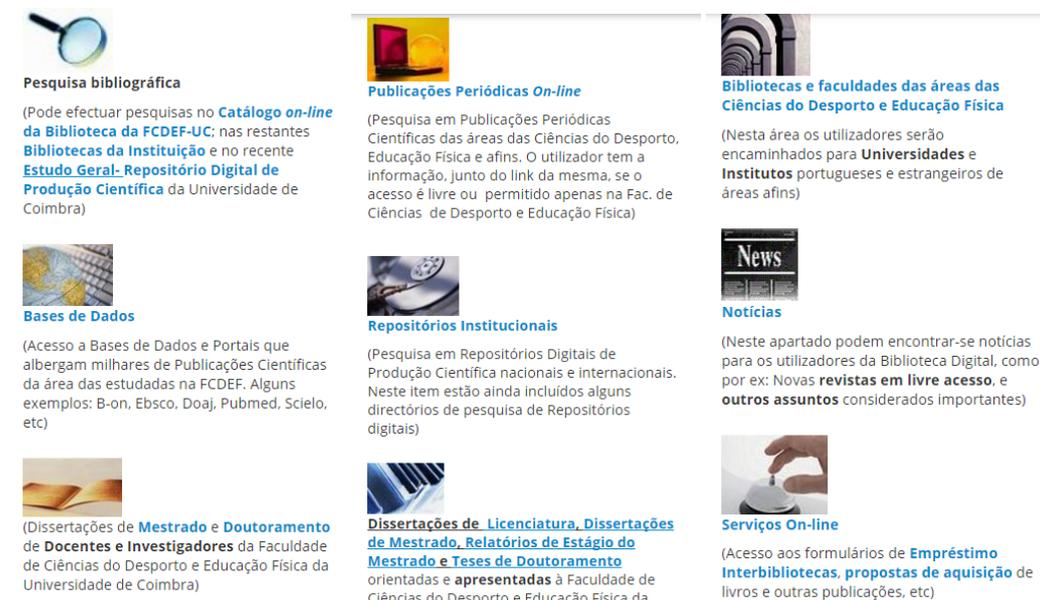 Pesquisa bibliográfica
(Pode efectuar pesquisas no Catálogo on-line
da Biblioteca da FCDEF-UC; nas restantes
Bibliotecas da Instituição e no recente
Estudo Geral- Repositório Digital de
Produção Científica da Universidade de
Coimbra)
Bases de Dados
(Acesso a Bases de Dados e Portais que
albergam milhares de Publicações Científicas
da área das estudadas na FCDEF. Alguns
exemplos: B-on, Ebsco, Doaj, Pubmed, Scielo,
etc)
(Dissertações de Mestrado e Doutoramento
de Docentes e Investigadores da Faculdade
de Ciências do Desporto e Educação Física da
Universidade de Coimbra)
Publicações Periódicas On-line
(Pesquisa em Publicações Periódicas
Científicas das áreas das Ciências do Desporto,
Educação Física e afins. O utilizador tem a
informação, junto do link da mesma, se o
acesso é livre ou permitido apenas na Fac. de
Ciências de Desporto e Educação Física)
Repositórios Institucionais
(Pesquisa em Repositórios Digitais de
Produção Científica nacionais e internacionais.
Neste item estão ainda incluídos alguns
directórios de pesquisa de Repositórios
digitais)
Dissertações de Licenciatura, Dissertações
de Mestrado, Relatórios de Estágio do
Mestrado e Teses de Doutoramento
orientadas e apresentadas à Faculdade de
Ciências do Desporto e Educação Física da
Bibliotecas e faculdades das áreas das
Ciências do Desporto e Educação Física
(Nesta área os utilizadores serão
encaminhados para Universidades e
Institutos portugueses e estrangeiros de
áreas afins)
News
Notícias
(Neste apartado podem encontrar-se notícias
para os utilizadores da Biblioteca Digital, como
por ex: Novas revistas em livre acesso, e
outros assuntos considerados importantes)
Serviços On-line
(Acesso aos formulários de Empréstimo
Interbibliotecas, propostas de aquisição de
livros e outras publicações, etc)